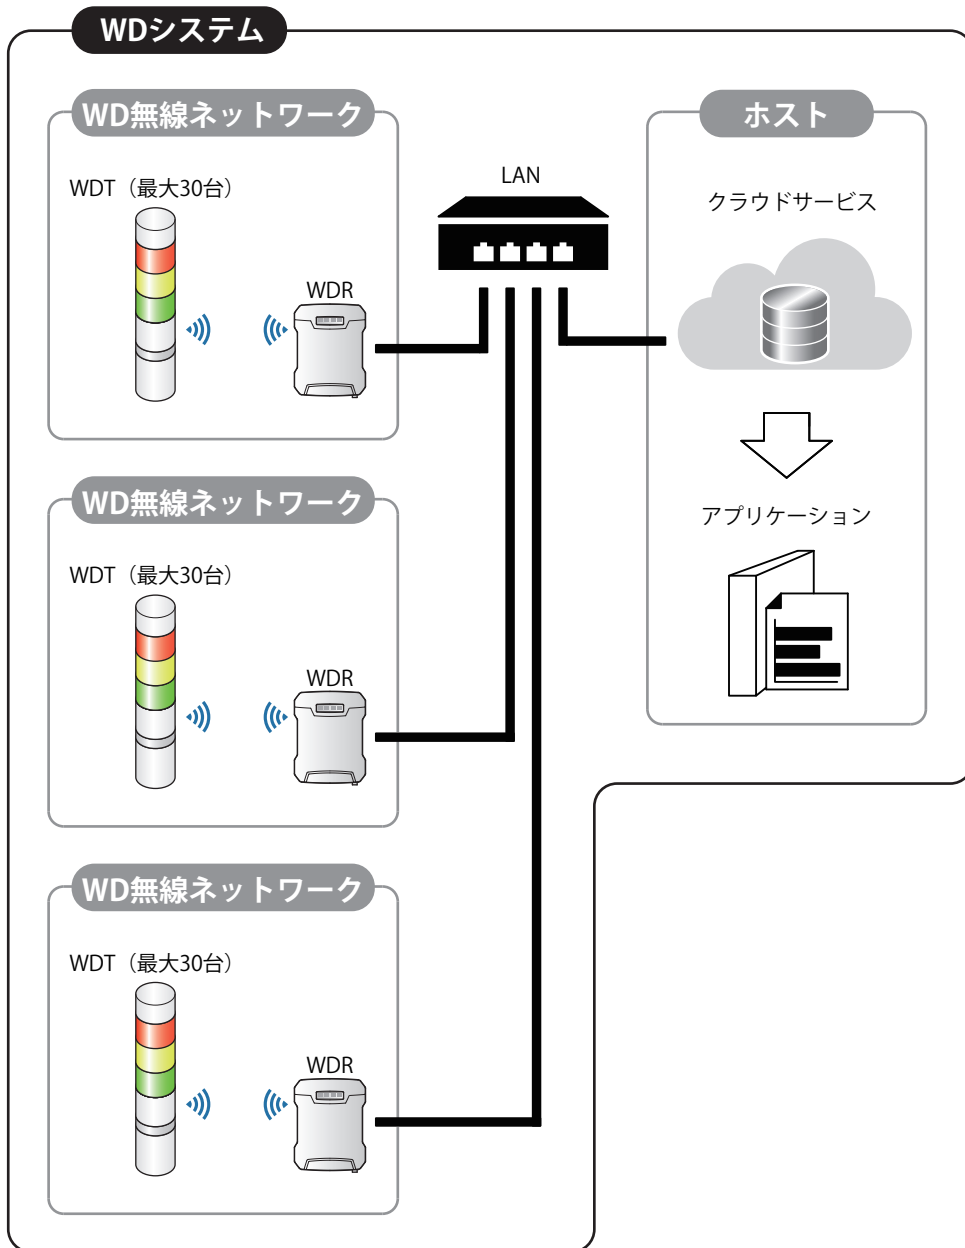 WDシステム
WD無線ネットワーク
WDT（最大30台）
WDR
LAN
ホスト
クラウドサービス
アプリケーション
WD無線ネットワーク
WDT（最大30台）
WDR
WD無線ネットワーク
WDT（最大30台）
WDR